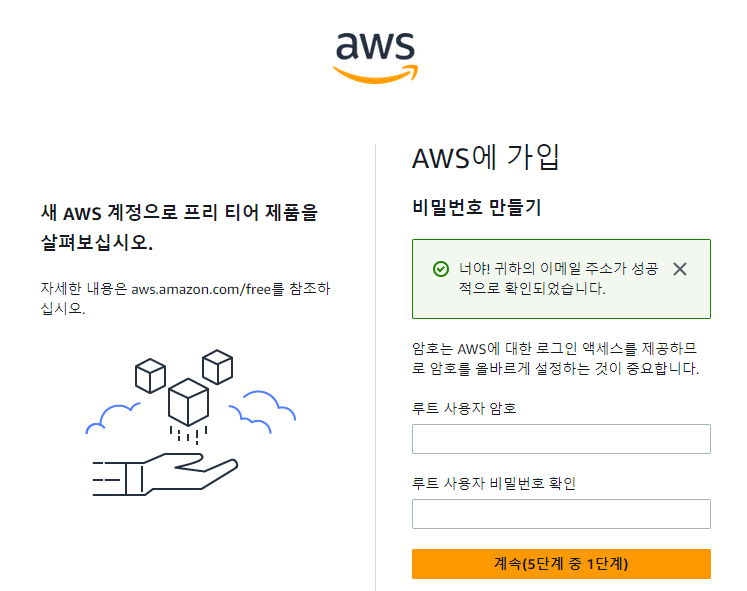 aws
새 AWS 계정으로 프리 티어 제품을
살펴보십시오.
자세한 내용은 aws.amazon.com/free를 참조하
십시오.
AWS에 가입
비밀번호 만들기
너야! 귀하의 이메일 주소가 성공
적으로 확인되었습니다.
암호는 AWS에 대한 로그인 액세스를 제공하므
로 암호를 올바르게 설정하는 것이 중요합니다.
루트 사용자 암호
루트 사용자 비밀번호 확인
계속(5단계 중 1단계)